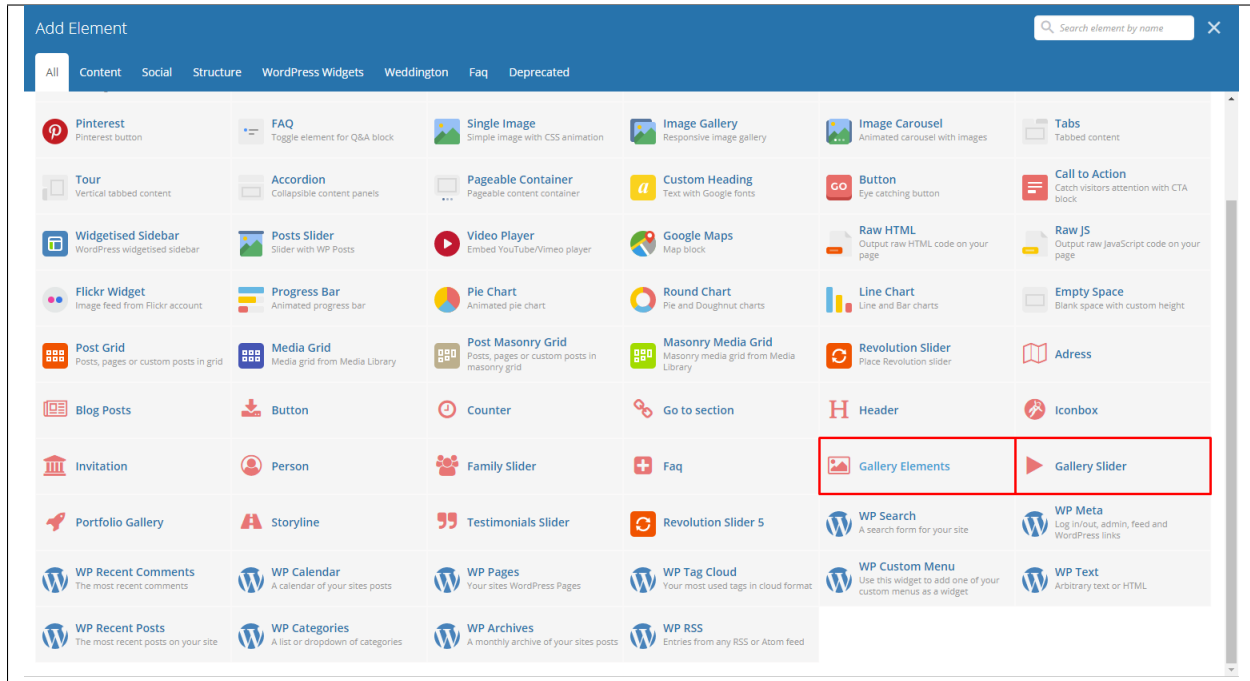 Add Element
Search element by name
All Content Social Structure WordPress Widgets Weddington Faq Deprecated
Pinterest
Pinterest button
FAQ
Toggle element for Q&A block
Single Image
Simple image with CSS animation
Image Gallery
Responsive image gallery
Image Carousel
Animated carousel with images
Tabs
Tabbed content
Tour
Vertical tabbed content
Accordion
Collapsible content panels
Pageable Container
Pageable content container
a
Custom Heading
Text with Google fonts
GO
Button
Eye catching button
Call to Action
Catch visitors attention with CTA
block
Widgetised Sidebar
WordPress widgetised sidebar
Posts Slider
Slider with WP Posts
Video Player
Embed YouTube/Vimeo player
Google Maps
Map block
Raw HTML
Output raw HTML code on your
page
Raw JS
Output raw JavaScript code on your
page
Flickr Widget
Image feed from Flickr account
Progress Bar
Animated progress bar
Pie Chart
Animated pie chart
Round Chart
Pie and Doughnut charts
Line Chart
Line and Bar charts
Empty Space
Blank space with custom height
Post Grid
Posts, pages or custom posts in grid
Media Grid
Media grid from Media Library
Post Masonry Grid
Posts, pages or custom posts in
masonry grid
Masonry Media Grid
Masonry media grid from Media
Library
Revolution Slider
Place Revolution slider
Adress
Blog Posts
Button
Counter
Go to section
H
Header
Iconbox
Invitation
Person
Family Slider
Faq
Gallery Elements
Gallery Slider
Portfolio Gallery
Storyline
Testimonials Slider
Revolution Slider 5
WP Search
A search form for your site
WP Meta
Log in/out, admin, feed and
WordPress links
WP Recent Comments
The most recent comments
WP Calendar
A calendar of your sites posts
WP Pages
Your sites WordPress Pages
WP Tag Cloud
Your most used tags in cloud format
WP Custom Menu
Use this widget to add one of your
custom menus as a widget
WP Text
Arbitrary text or HTML
WP Recent Posts
The most recent posts on your site
WP Categories
A list or dropdown of categories
WP Archives
A monthly archive of your sites posts
WP RSS
Entries from any RSS or Atom feed